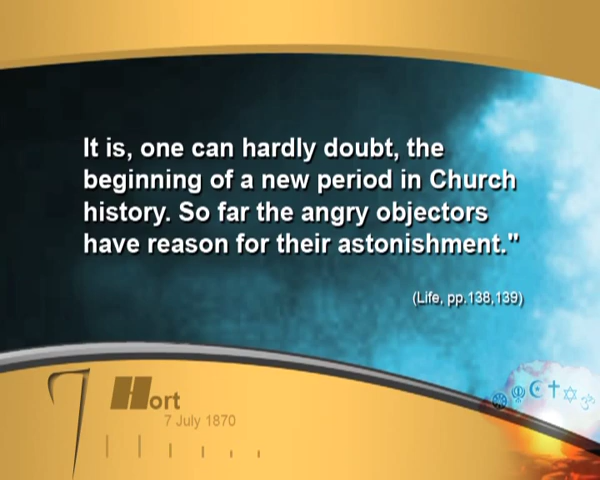 It is, one can hardly doubt, the
beginning of a new period in Church
history. So far the angry objectors
have reason for their astonishment."
(Life, pp.138,139)
Hort
7 July 1870